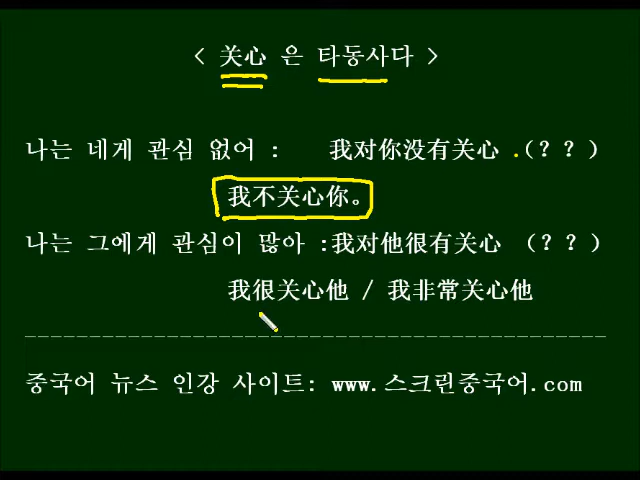 < 关心 은 타동사다 >
나는 네게 관심 없어 : 我对你没有关心 .(？？)
我不关心你。
나는 그에게 관심이 많아 :我对他很有关心 (？？)
我很关心他 / 我非常关心他
중국어 뉴스 인강 사이트: www.스크린중국어.com